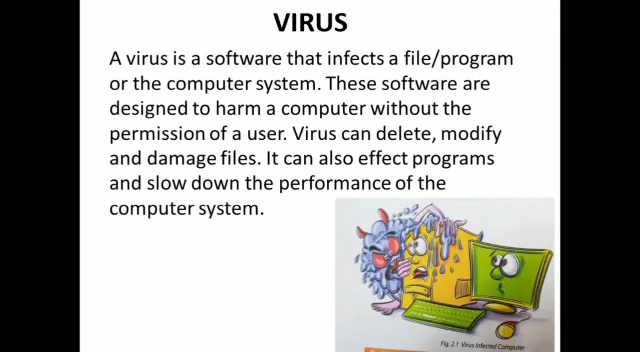 VIRUS
A virus is a software that infects a file/program
or the computer system. These software are
designed to harm a computer without the
permission of a user. Virus can delete, modify
and damage files. It can also effect programs
and slow down the performance of the
computer system.
Fig. 2.1 Virus Infected Computer